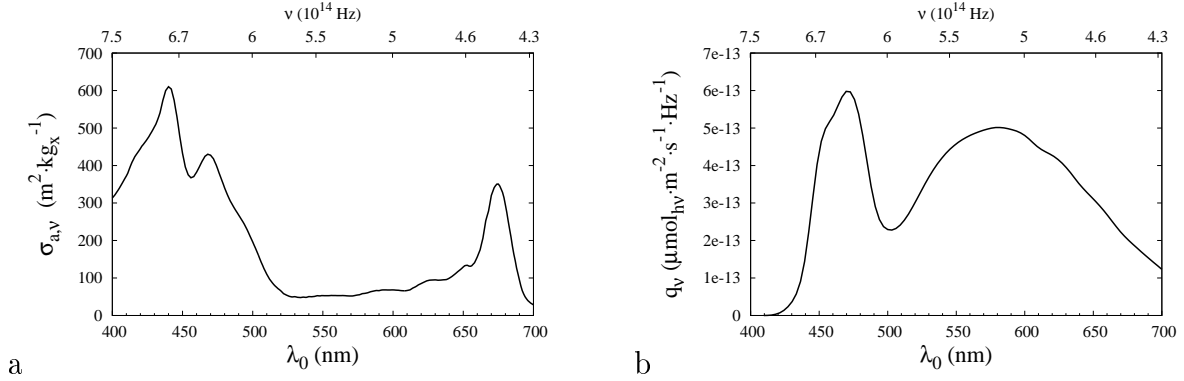 ν (10^14 Hz)
7.5 6.7 6 5.5 5 4.6 4.3
700
600
500
400
300
200
100
0
σ_a,ν (m^2·kg_x^-1)
400 450 500 550 600 650 700
λ_0 (nm)
a
ν (10^14 Hz)
7.5 6.7 6 5.5 5 4.6 4.3
7e-13
6e-13
5e-13
4e-13
3e-13
2e-13
1e-13
0
q_ν (μmol_hν·m^-2·s^-1·Hz^-1)
400 450 500 550 600 650 700
λ_0 (nm)
b